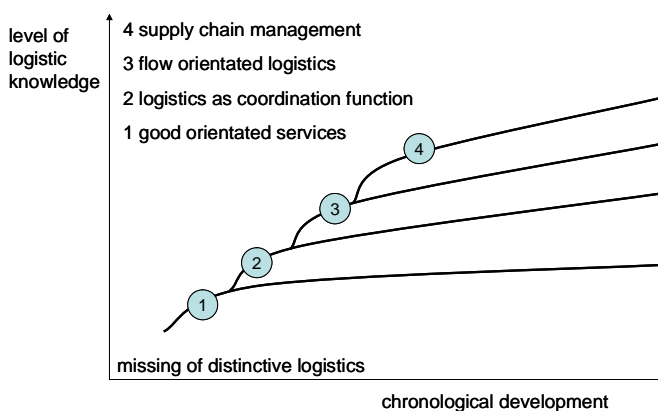 level of
logistic
knowledge
4 supply chain management
3 flow orientated logistics
2 logistics as coordination function
1 good orientated services
4
3
2
1
missing of distinctive logistics
chronological development